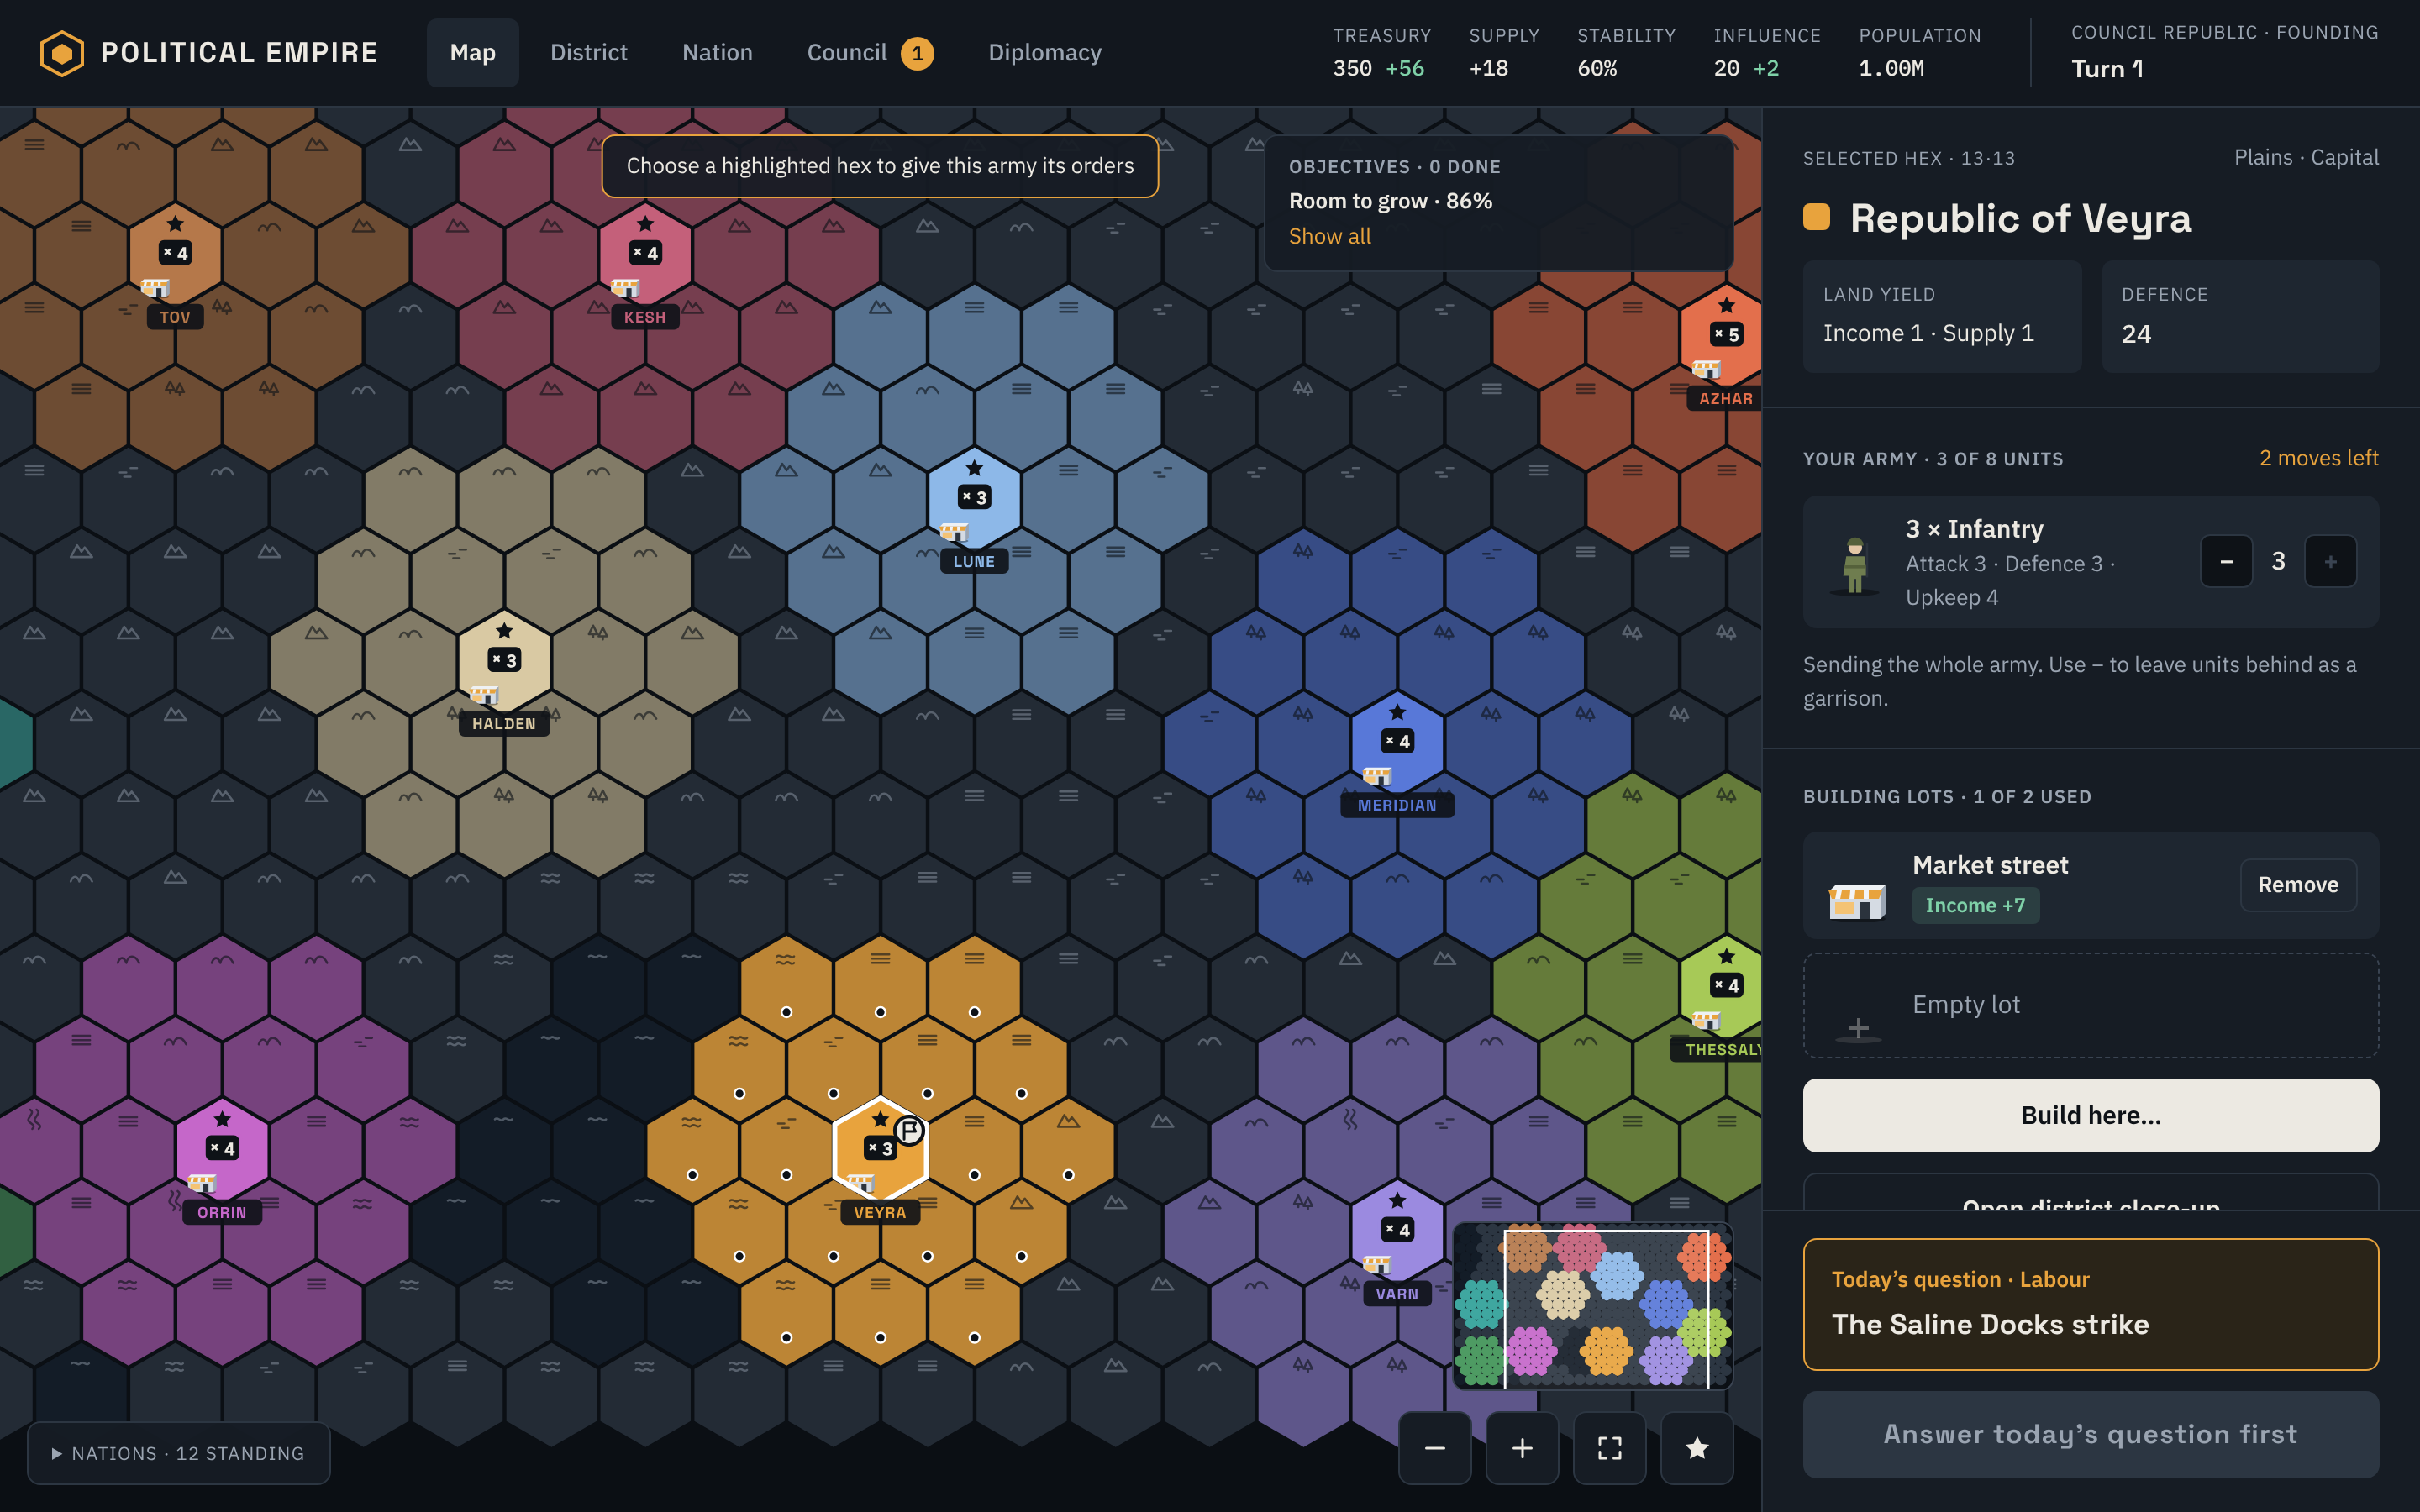 POLITICAL EMPIRE
Map
District
Nation
Council 1
Diplomacy
TREASURY
350 +56
SUPPLY
+18
STABILITY
60%
INFLUENCE
20 +2
POPULATION
1.00M
COUNCIL REPUBLIC · FOUNDING
Turn 1
Choose a highlighted hex to give this army its orders
OBJECTIVES · 0 DONE
Room to grow · 86%
Show all
× 4
TOV
× 4
KESH
× 5
AZHAR
× 3
LUNE
× 3
HALDEN
× 4
MERIDIAN
× 4
THESSALY
× 4
ORRIN
× 3
VEYRA
× 4
VARN
NATIONS · 12 STANDING
SELECTED HEX · 13·13
Plains · Capital
Republic of Veyra
LAND YIELD
Income 1 · Supply 1
DEFENCE
24
YOUR ARMY · 3 OF 8 UNITS
2 moves left
3 × Infantry
Attack 3 · Defence 3 ·
Upkeep 4
− 3 +
Sending the whole army. Use − to leave units behind as a
garrison.
BUILDING LOTS · 1 OF 2 USED
Market street
Income +7
Remove
Empty lot
Build here...
Open district close-up
Today's question · Labour
The Saline Docks strike
Answer today's question first